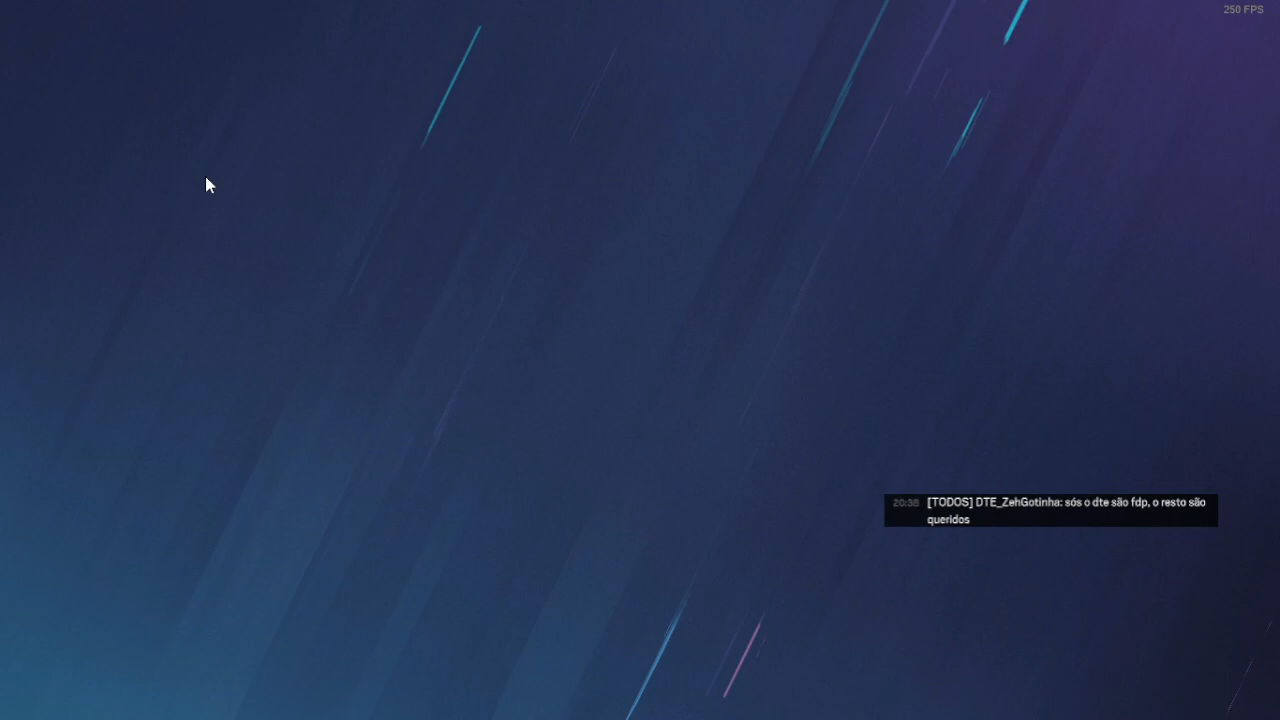 250 FPS
20:38 [TODOS] DTE_ZehGotinha: sós o dte são fdp, o resto são
queridos